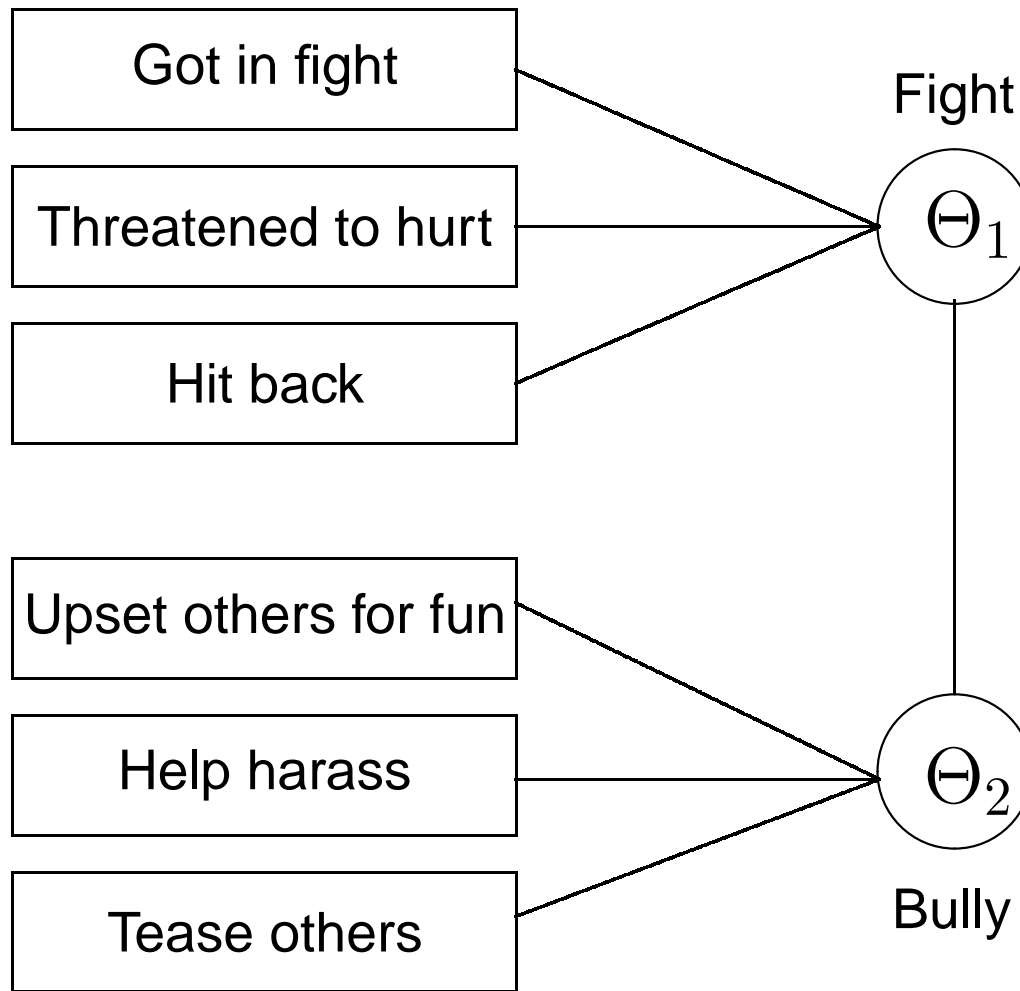 Got in fight
Fight
Threatened to hurt
Θ1
Hit back
Upset others for fun
Help harass
Θ2
Bully
Tease others